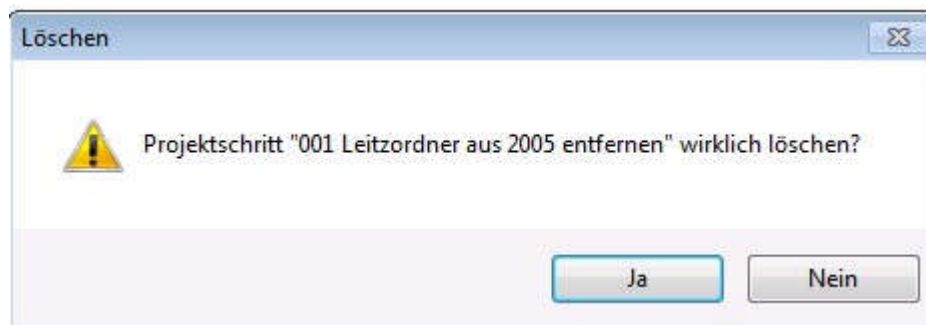 Löschen
Projektschritt "001 Leitzordner aus 2005 entfernen" wirklich löschen?
Ja
Nein